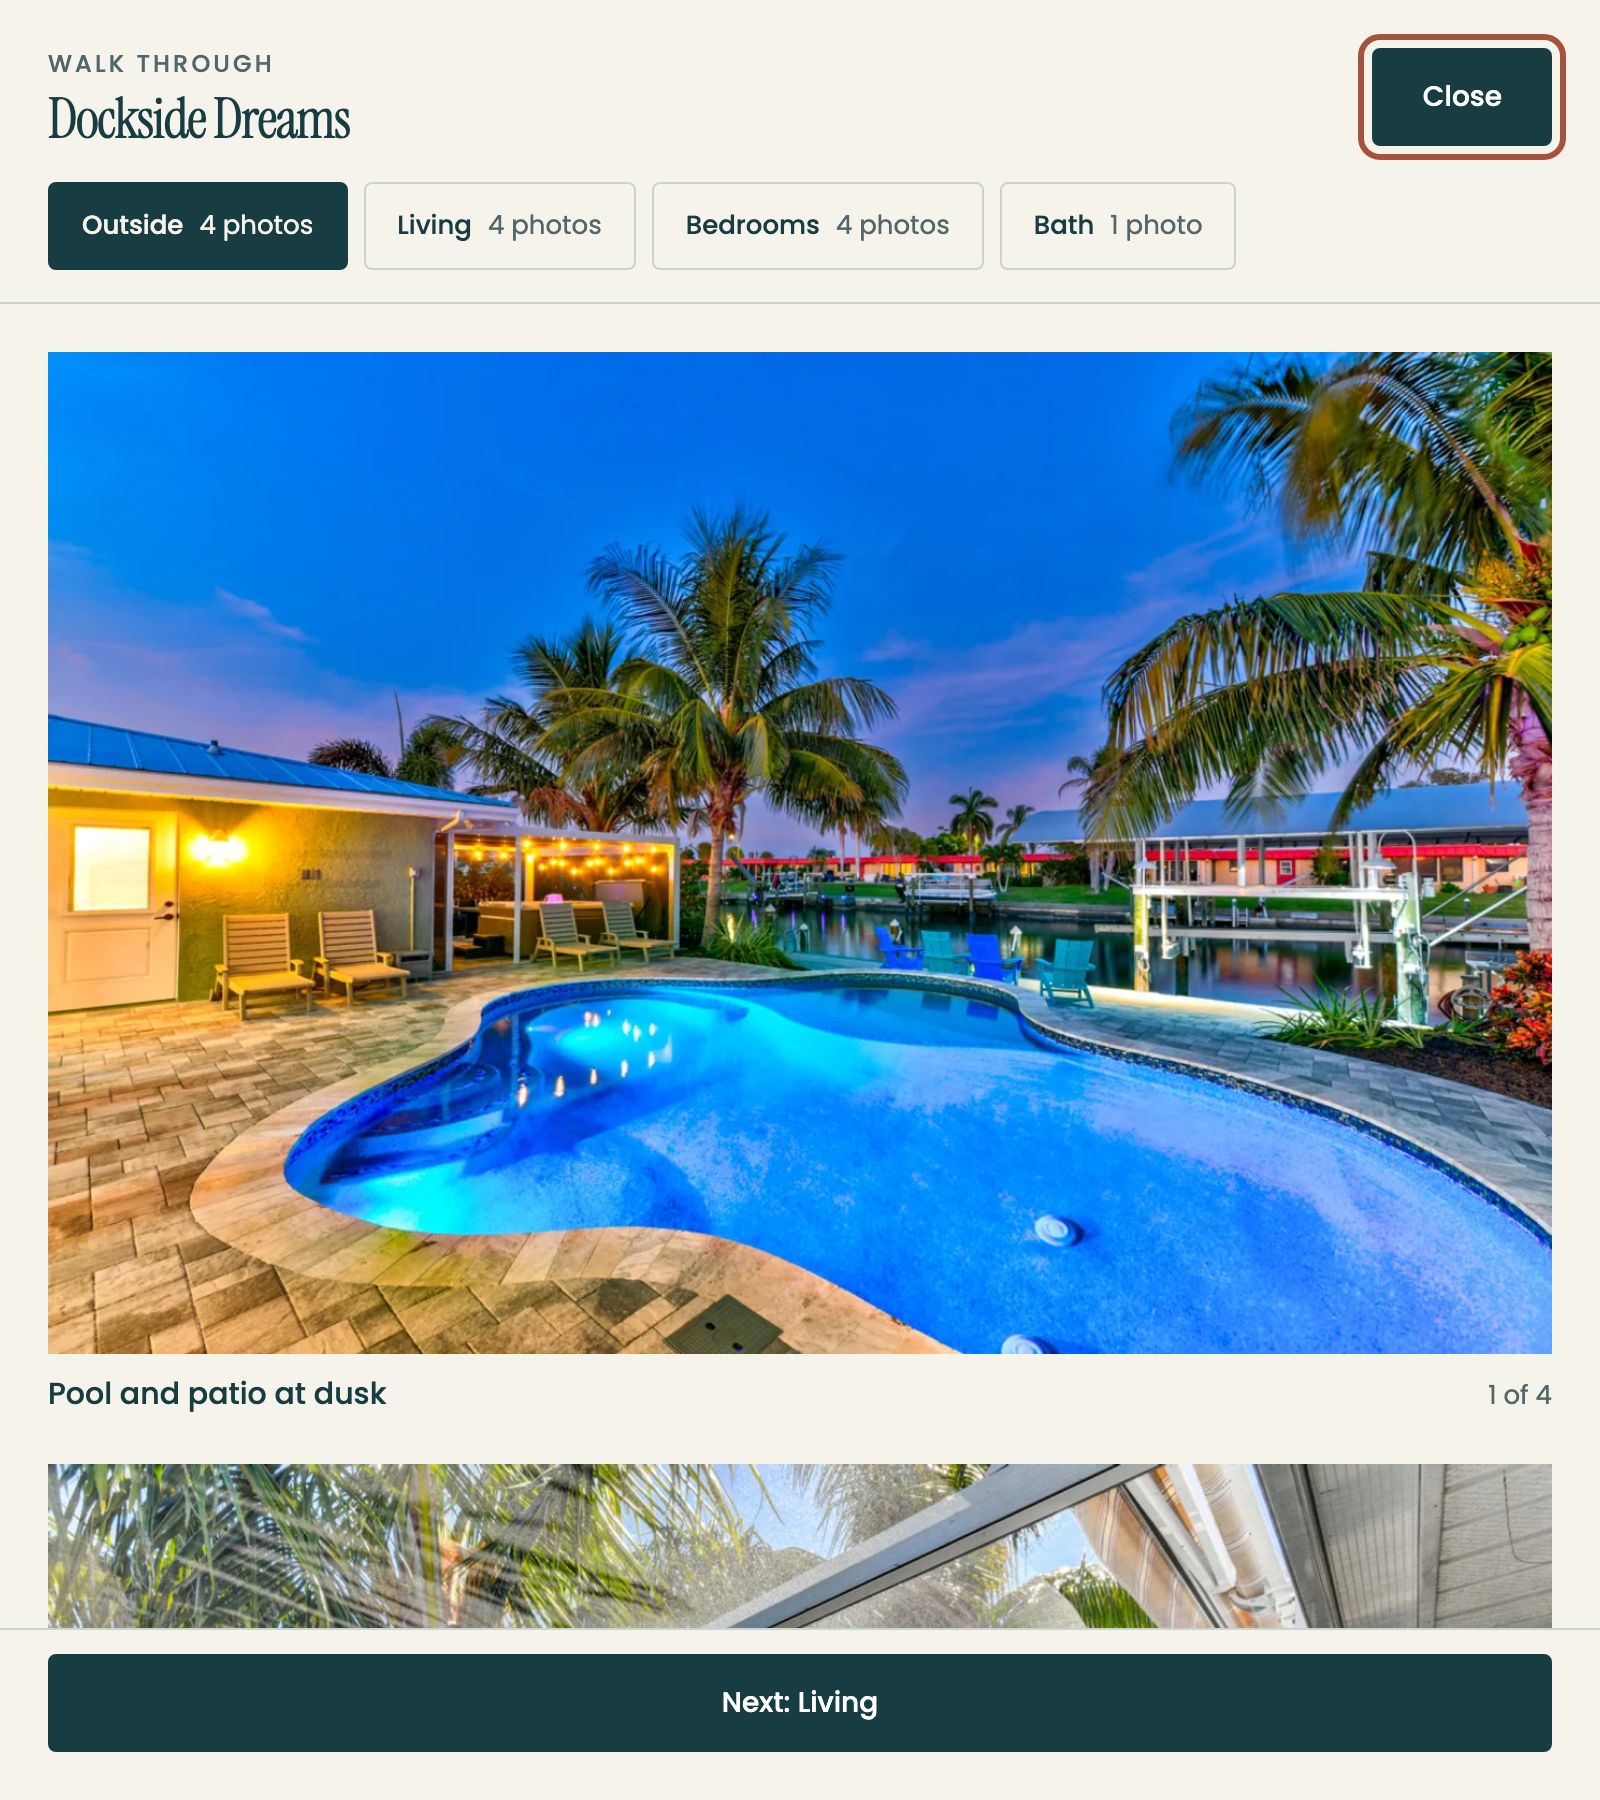 WALK THROUGH
Dockside Dreams
Close
Outside 4 photos
Living 4 photos
Bedrooms 4 photos
Bath 1 photo
Pool and patio at dusk
1 of 4
Next: Living